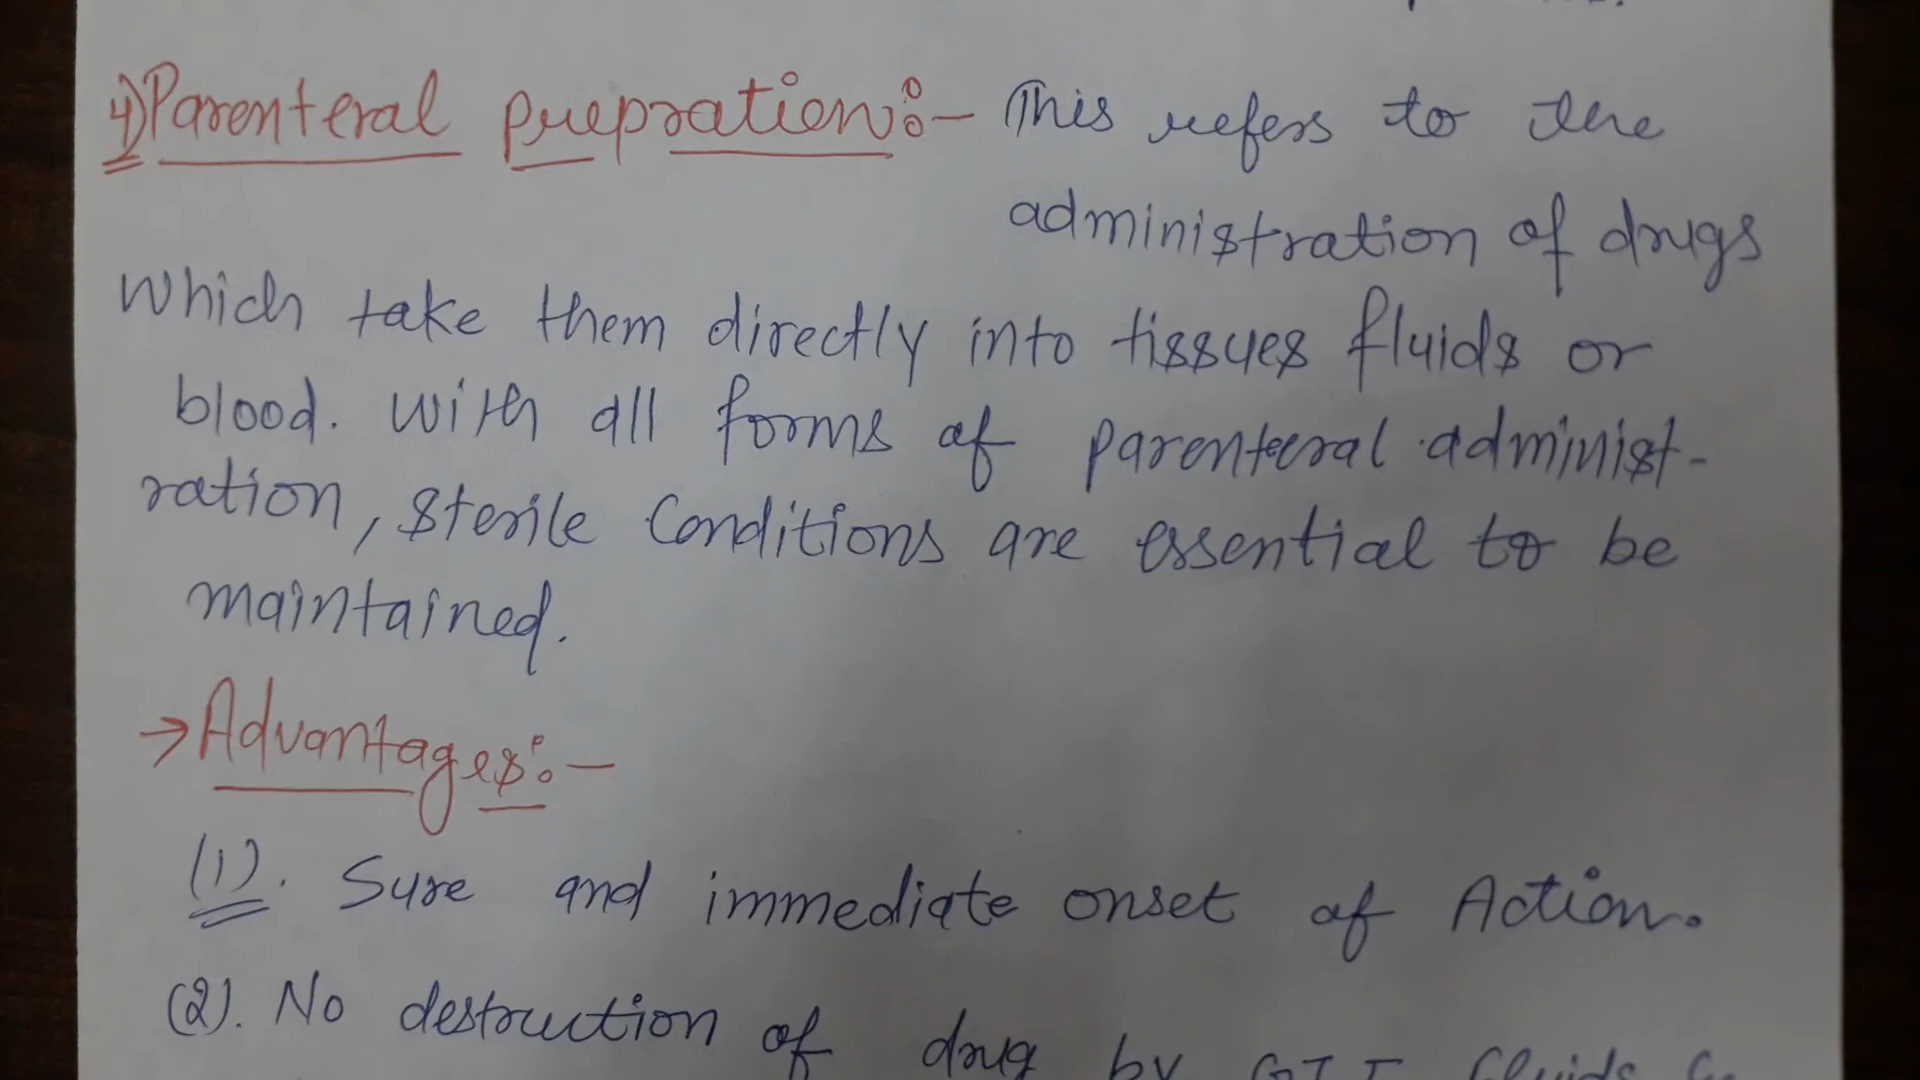 4) Parenteral prepration:- This refers to the
administration of drugs
which take them directly into tissues fluids or
blood. With all forms of parenteral administ-
ration, sterile Conditions are essential to be
maintained.
→ Advantages:-
(1). Sure and immediate onset of Action.
(2). No destruction of drug by GIT fluids